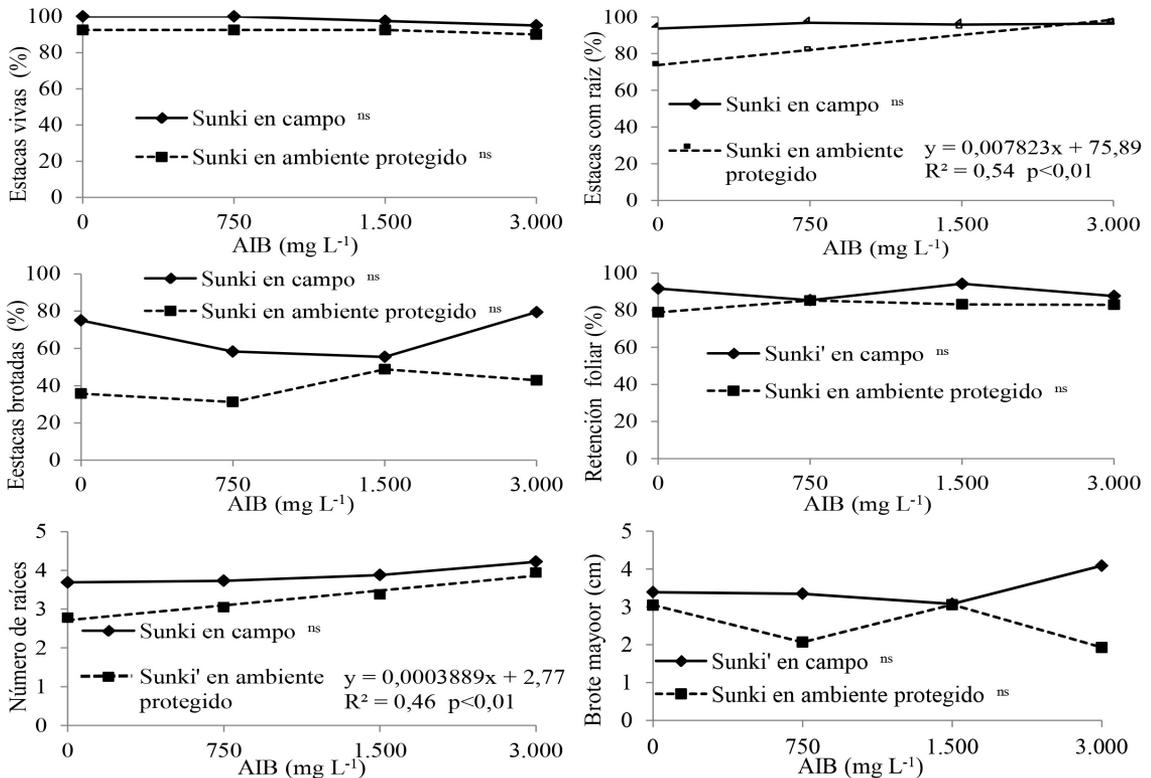 Estacas vivas (%)
100
80
60
40
20
0
Sunki en campo ns
Sunki en ambiente protegido ns
0 750 1.500 3.000
AIB (mg L-1)
Estacas com raíz (%)
100
80
60
40
20
0
Sunki en campo ns
Sunki en ambiente protegido
y = 0,007823x + 75,89
R² = 0,54 p<0,01
0 750 1.500 3.000
AIB (mg L-1)
Eestacas brotadas (%)
100
80
60
40
20
0
Sunki en campo ns
Sunki en ambiente protegido ns
0 750 1.500 3.000
AIB (mg L-1)
Retención foliar (%)
100
80
60
40
20
0
Sunki' en campo ns
Sunki en ambiente protegido ns
0 750 1.500 3.000
AIB (mg L-1)
Número de raíces
5
4
3
2
1
0
Sunki en campo ns
Sunki' en ambiente
protegido
y = 0,0003889x + 2,77
R² = 0,46 p<0,01
0 750 1.500 3.000
AIB (mg L-1)
Brote mayoor (cm)
5
4
3
2
1
0
Sunki' en campo ns
Sunki en ambiente protegido ns
0 750 1.500 3.000
AIB (mg L-1)